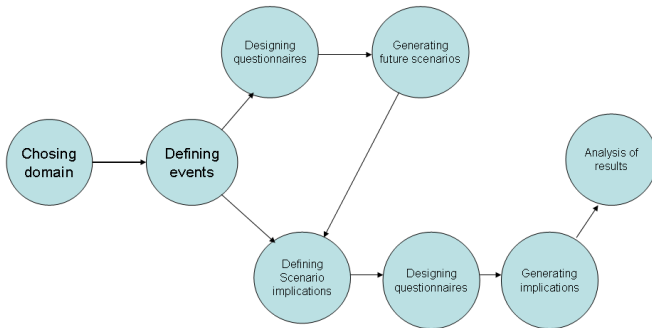 Designing
questionnaires
Generating
future scenarios
Chosing
domain
Defining
events
Analysis of
results
Defining
Scenario
implications
Designing
questionnaires
Generating
implications